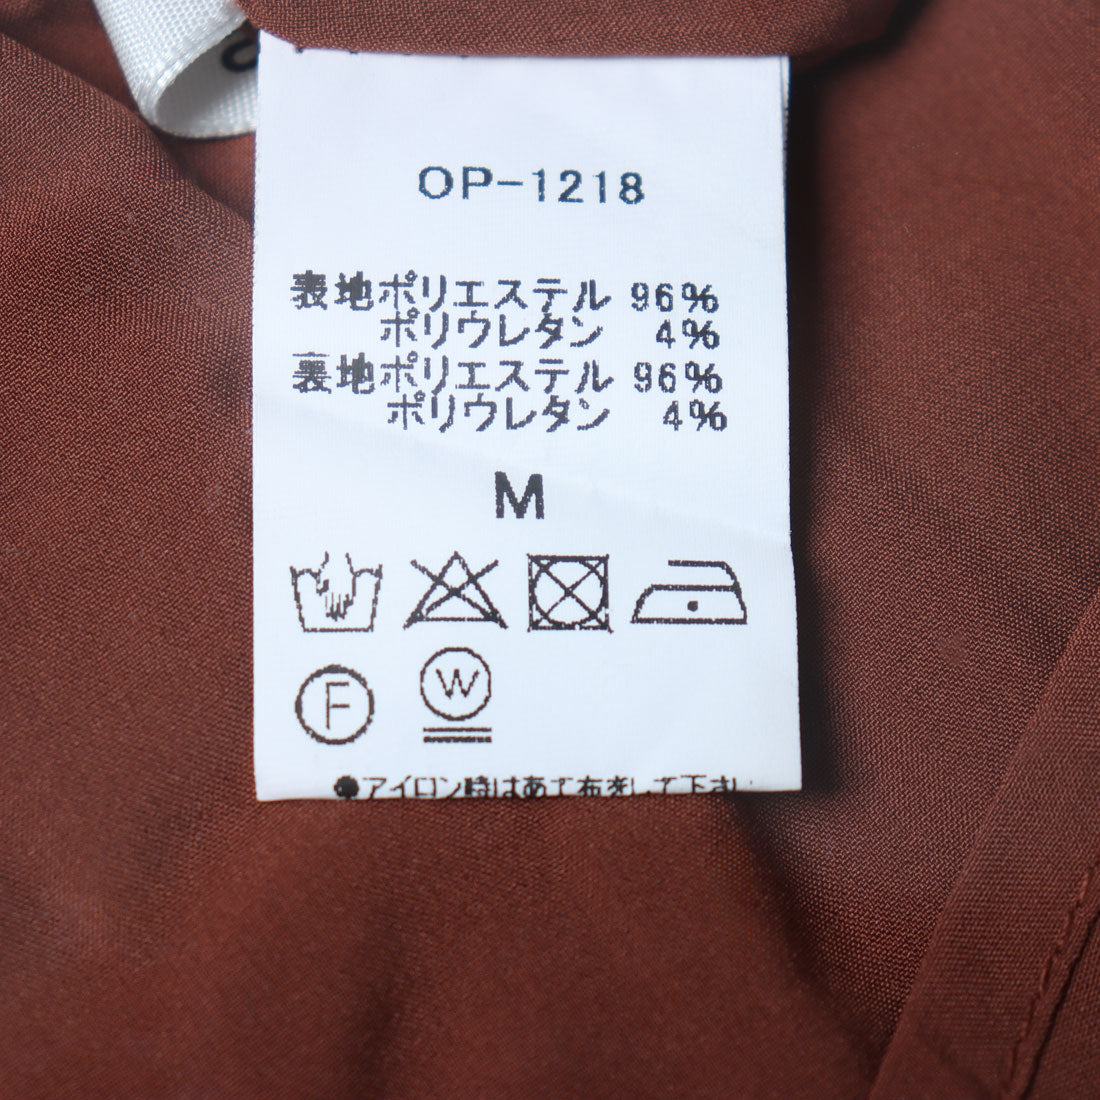 OP-1218
表地ポリエステル 96%
ポリウレタン 4%
裏地ポリエステル 96%
ポリウレタン 4%
M
F
W
●アイロン時はあて布をして下さ